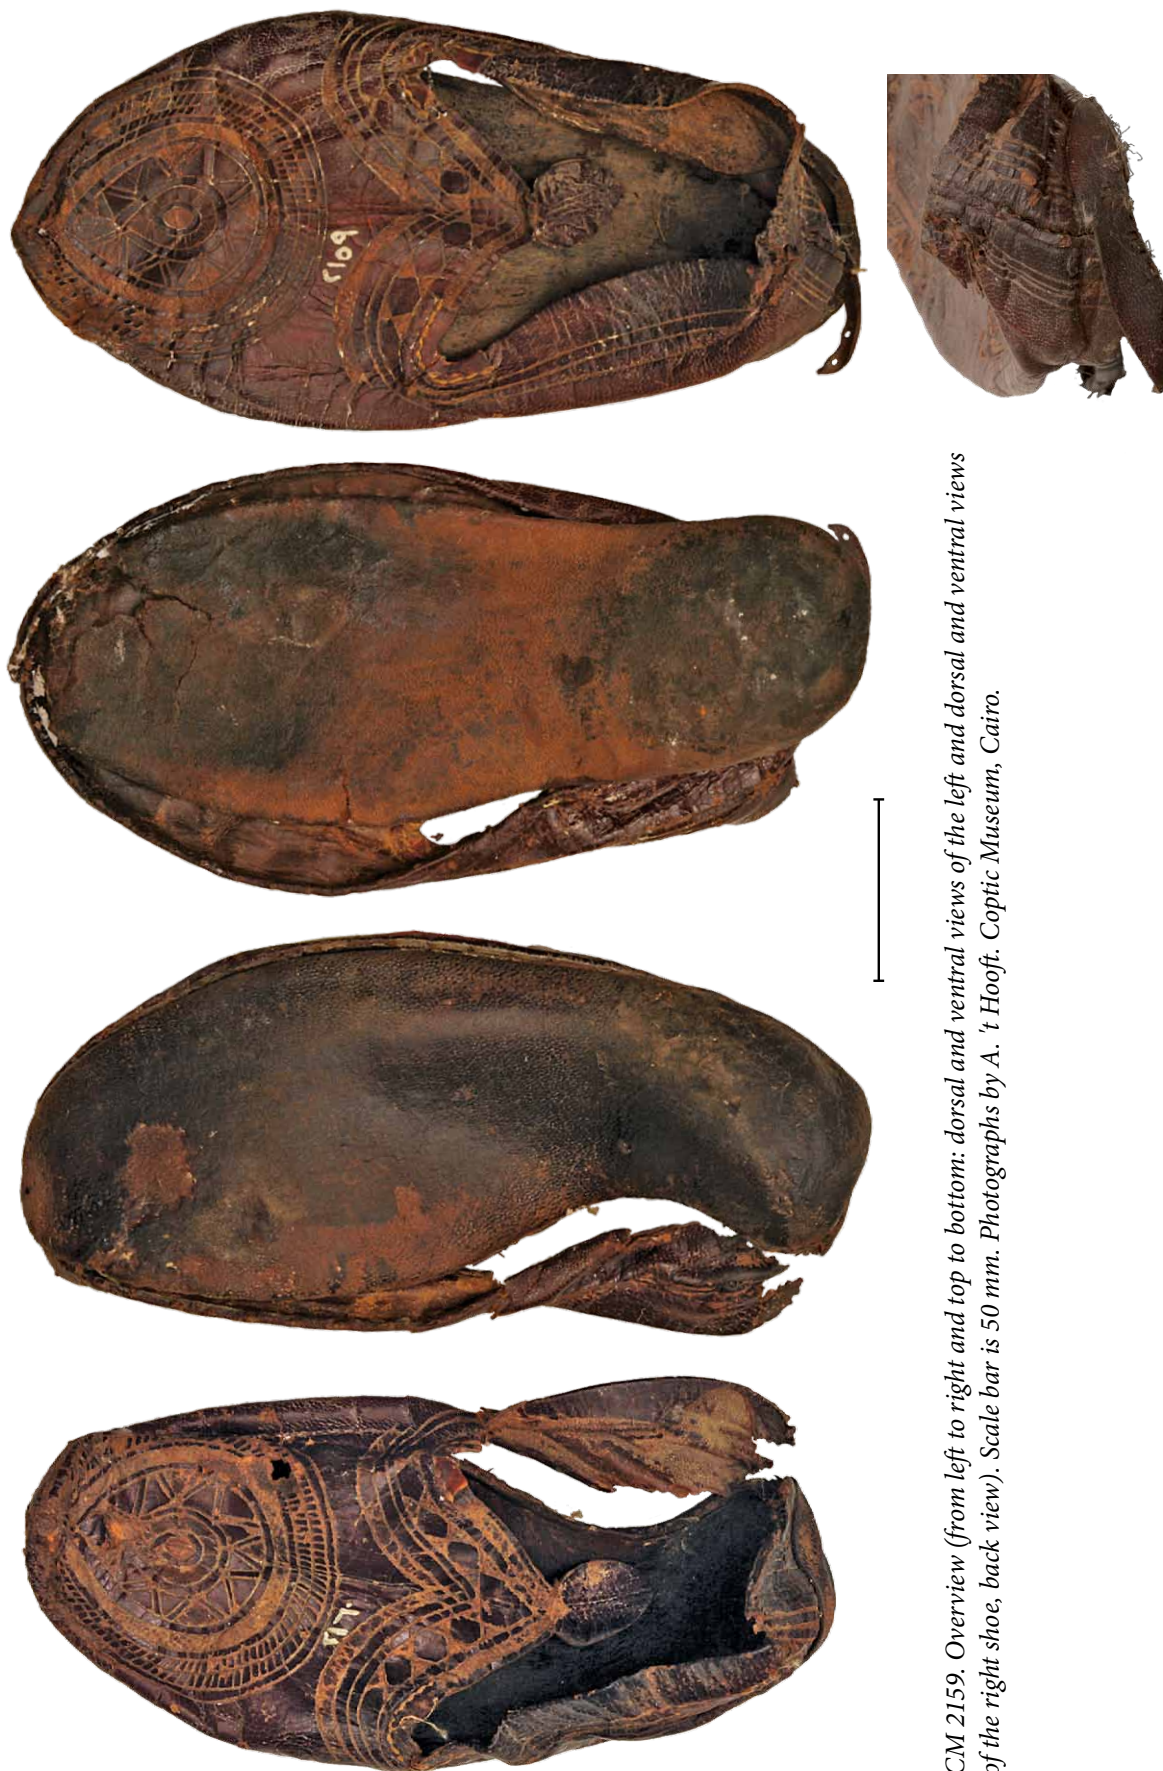 ٢١٥٩
٢١٦٠
CM 2159. Overview (from left to right and top to bottom: dorsal and ventral views of the left and dorsal and ventral views
of the right shoe, back view). Scale bar is 50 mm. Photographs by A. 't Hooft. Coptic Museum, Cairo.